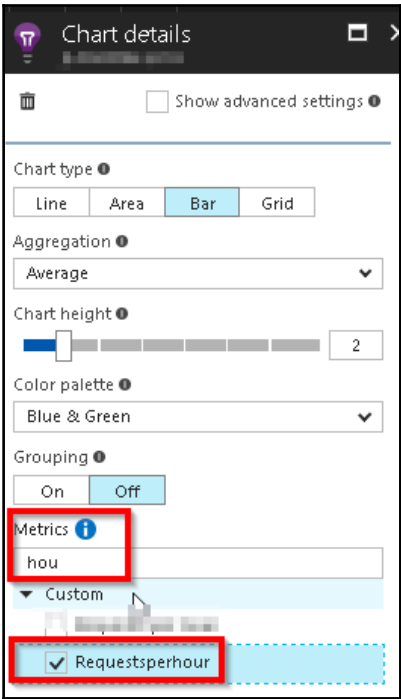 Chart details
Show advanced settings
Chart type
Line Area Bar Grid
Aggregation
Average
Chart height
2
Color palette
Blue & Green
Grouping
On Off
Metrics
hou
Custom
Requestsperhour